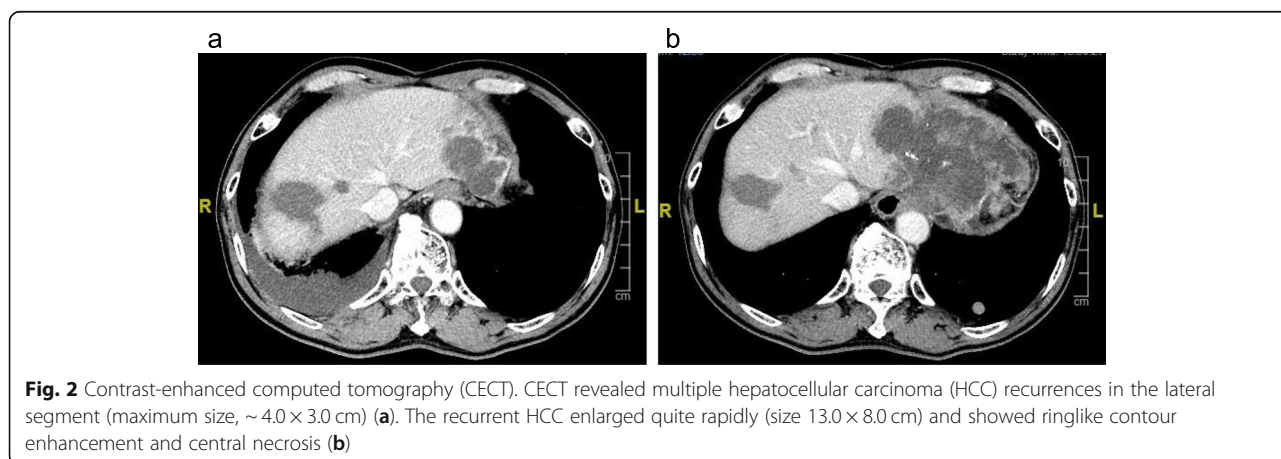 a
b
R
10
L
cm
R
10
L
cm
Fig. 2 Contrast-enhanced computed tomography (CECT). CECT revealed multiple hepatocellular carcinoma (HCC) recurrences in the lateral
segment (maximum size, ~ 4.0 × 3.0 cm) (a). The recurrent HCC enlarged quite rapidly (size 13.0 × 8.0 cm) and showed ringlike contour
enhancement and central necrosis (b)